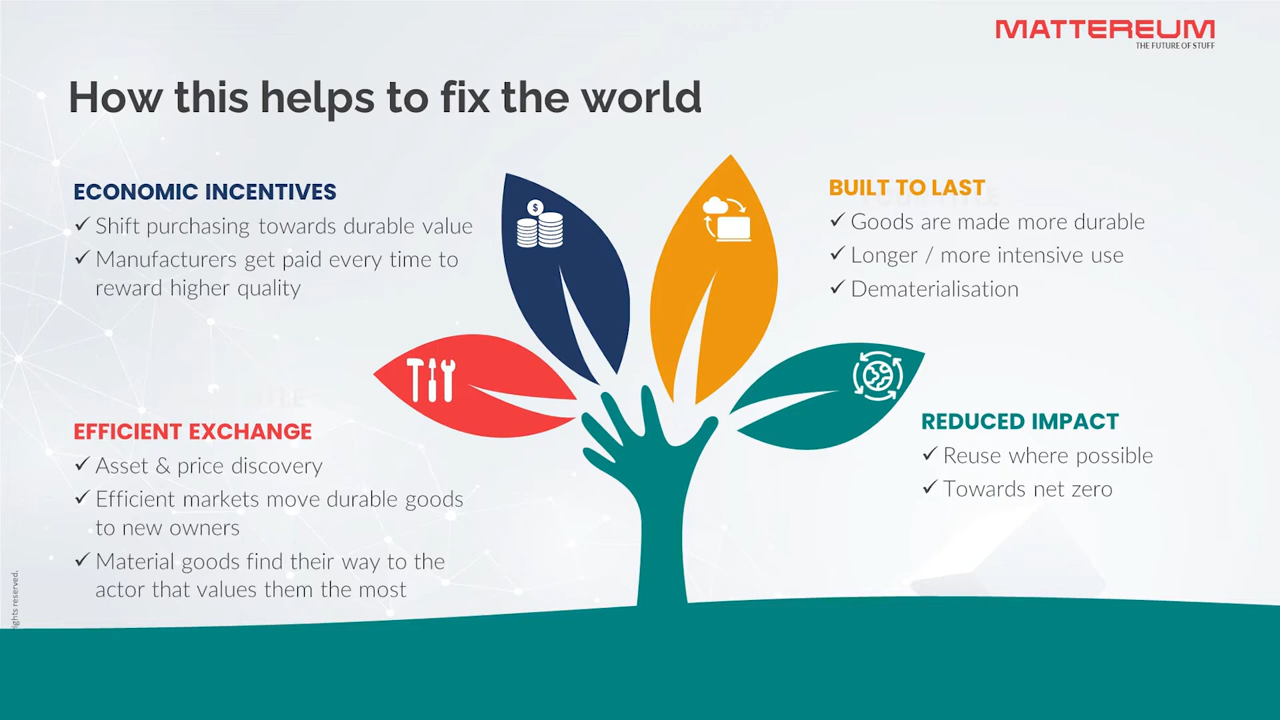 MATTEREUM
THE FUTURE OF STUFF
How this helps to fix the world
ECONOMIC INCENTIVES
✓ Shift purchasing towards durable value
✓ Manufacturers get paid every time to
reward higher quality
$
BUILT TO LAST
✓ Goods are made more durable
✓ Longer / more intensive use
✓ Dematerialisation
EFFICIENT EXCHANGE
✓ Asset & price discovery
✓ Efficient markets move durable goods
to new owners
✓ Material goods find their way to the
actor that values them the most
REDUCED IMPACT
✓ Reuse where possible
✓ Towards net zero
reserved.